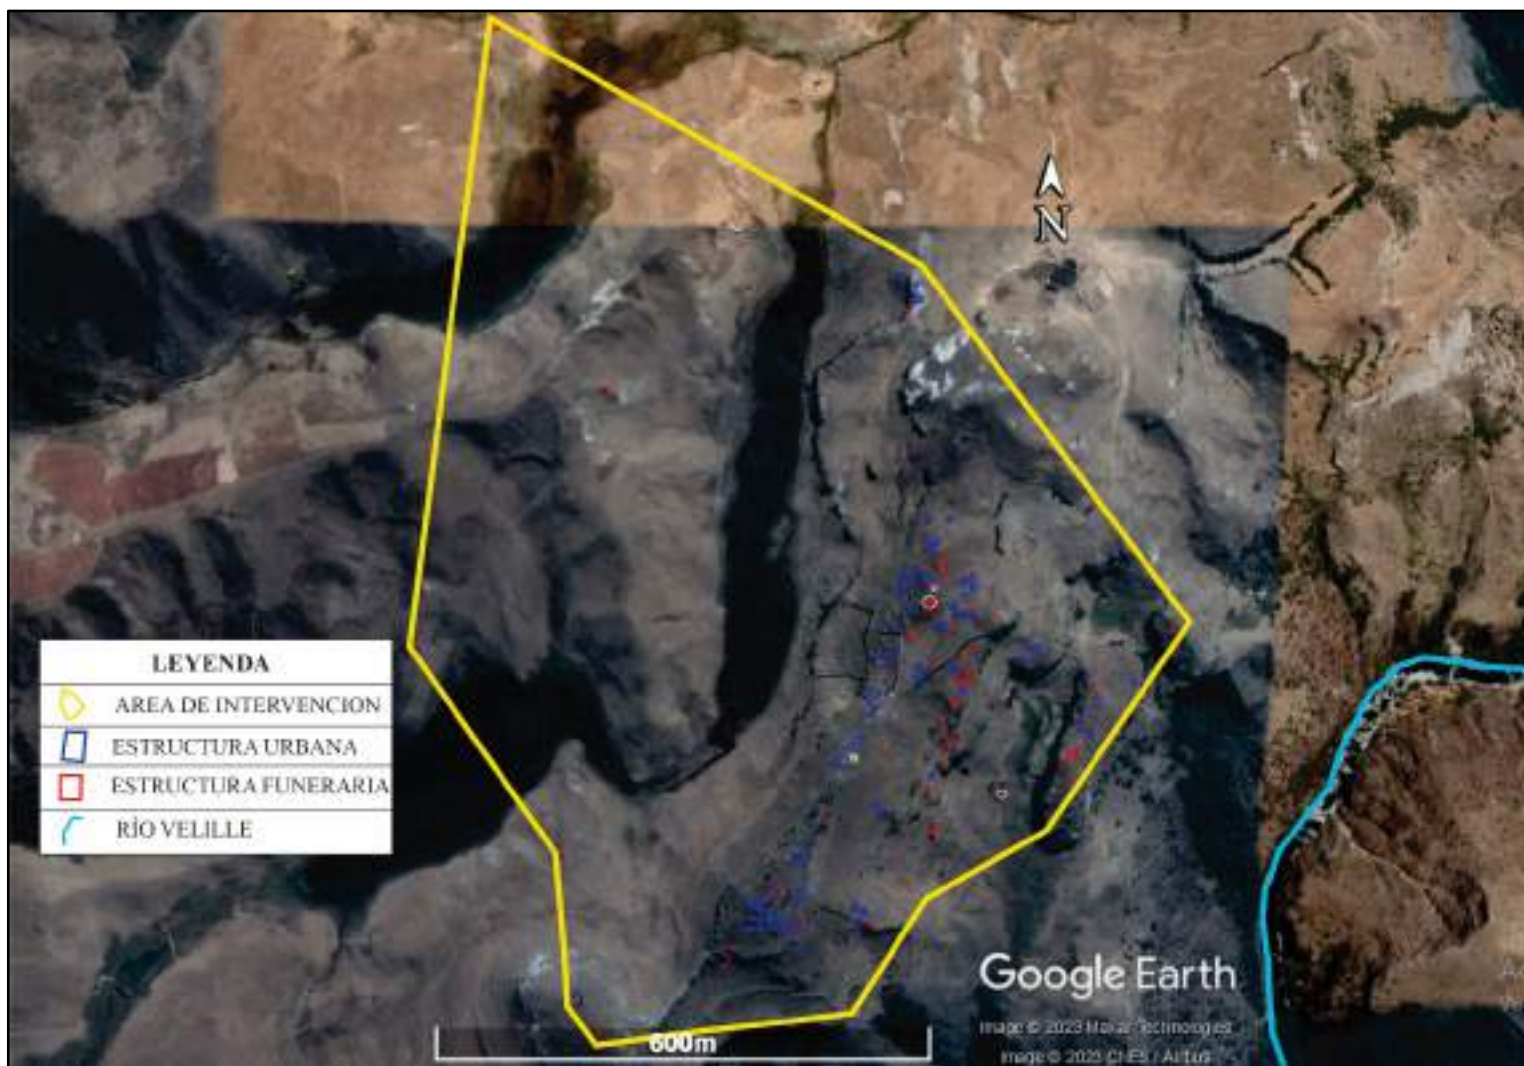 N
LEYENDA
AREA DE INTERVENCION
ESTRUCTURA URBANA
ESTRUCTURA FUNERARIA
RÍO VELILLE
Google Earth
Image © 2023 Maxar Technologies
Image © 2023 CNES / Airbus
600m